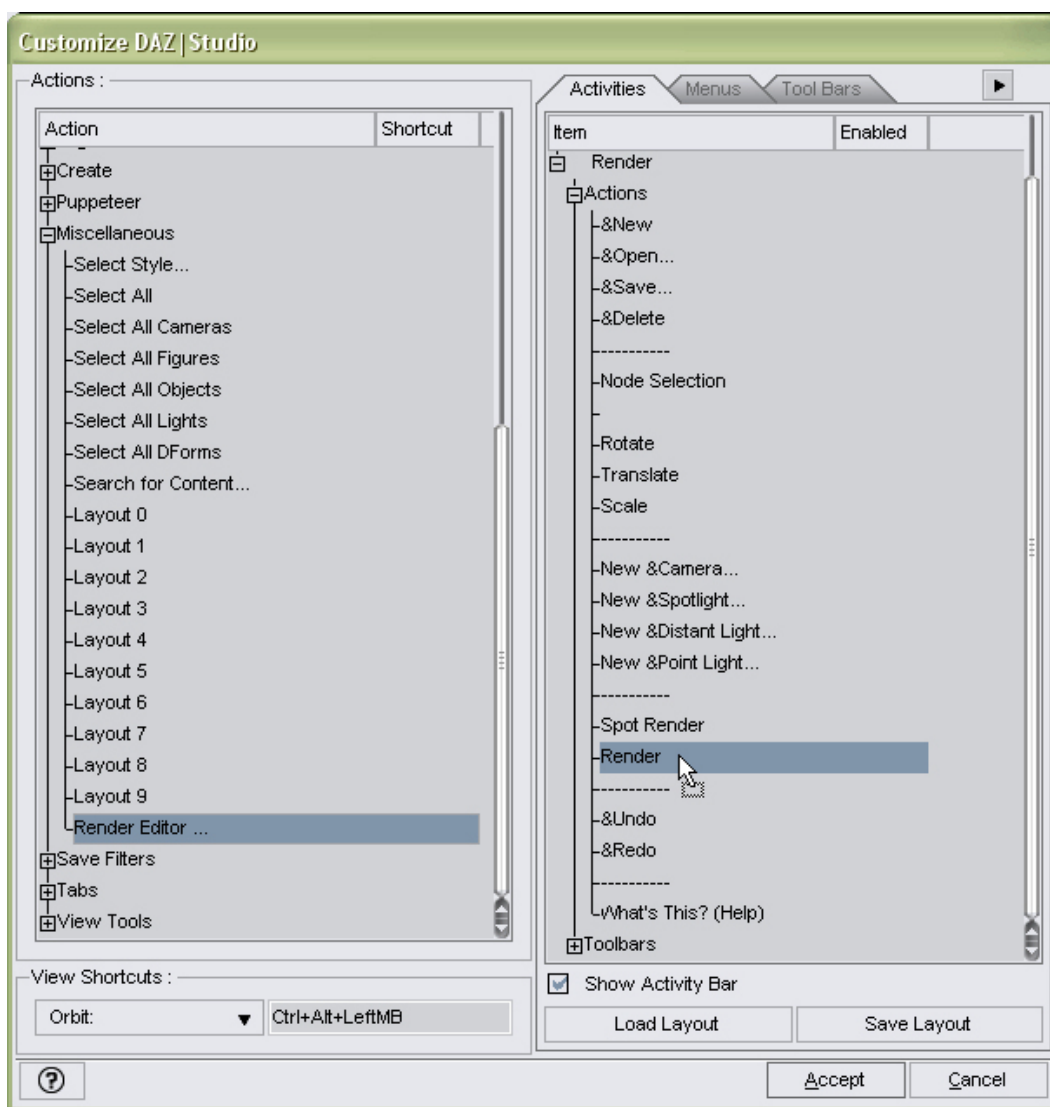 Customize DAZ|Studio
Actions :
Action Shortcut
Create
Puppeteer
Miscellaneous
Select Style...
Select All
Select All Cameras
Select All Figures
Select All Objects
Select All Lights
Select All DForms
Search for Content...
Layout 0
Layout 1
Layout 2
Layout 3
Layout 4
Layout 5
Layout 6
Layout 7
Layout 8
Layout 9
Render Editor ...
Save Filters
Tabs
View Tools
View Shortcuts :
Orbit: Ctrl+Alt+LeftMB
Activities Menus Tool Bars
Item Enabled
Render
Actions
&New
&Open...
&Save...
&Delete
-----------
Node Selection
Rotate
Translate
Scale
-----------
New &Camera...
New &Spotlight...
New &Distant Light...
New &Point Light...
-----------
Spot Render
Render
-----------
&Undo
&Redo
-----------
What's This? (Help)
Toolbars
Show Activity Bar
Load Layout Save Layout
? Accept Cancel